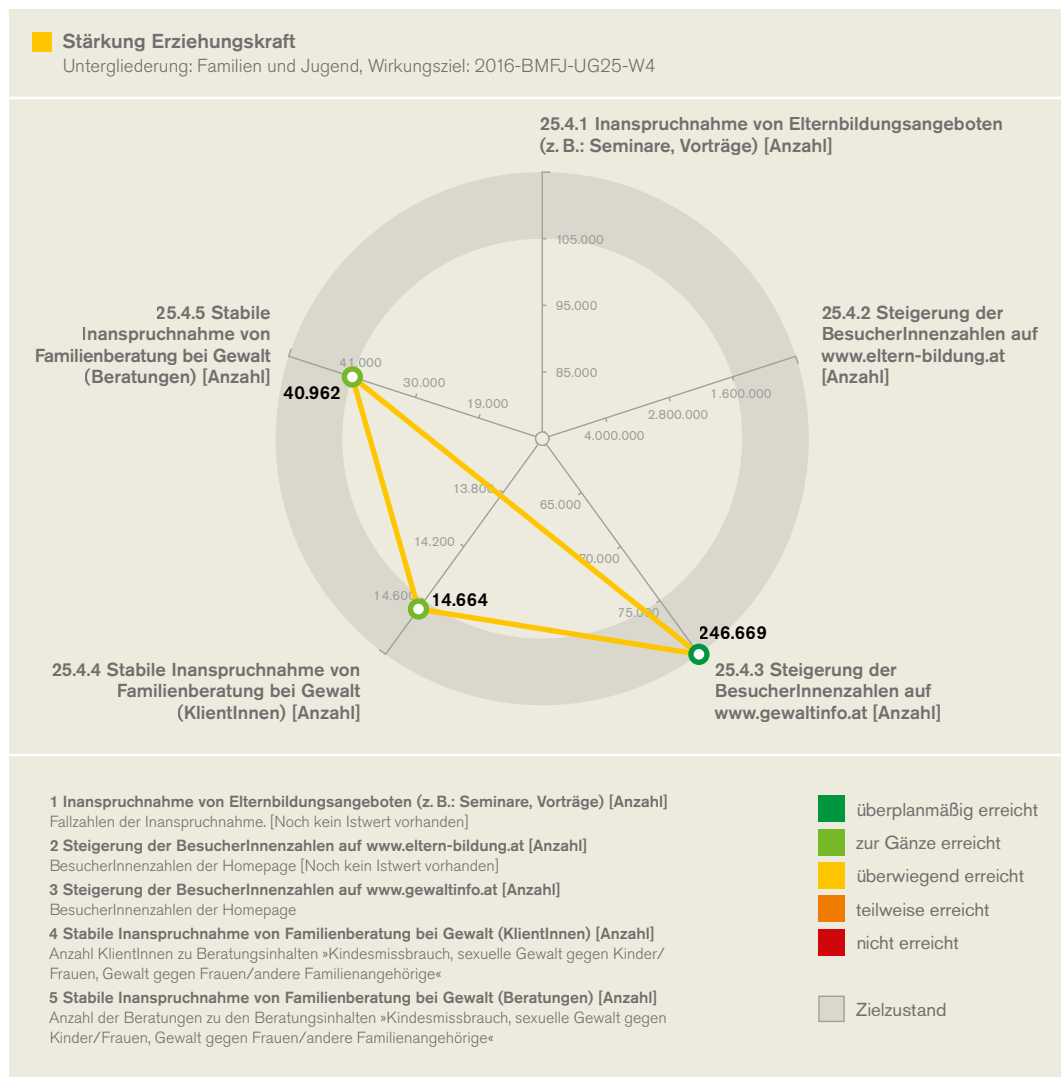 Stärkung Erziehungskraft
Untergliederung: Familien und Jugend, Wirkungsziel: 2016-BMFJ-UG25-W4
25.4.1 Inanspruchnahme von Elternbildungsangeboten
(z. B.: Seminare, Vorträge) [Anzahl]
105.000
95.000
85.000
25.4.2 Steigerung der
BesucherInnenzahlen auf
www.eltern-bildung.at
[Anzahl]
1.600.000
2.800.000
4.000.000
65.000
70.000
75.000
246.669
25.4.3 Steigerung der
BesucherInnenzahlen auf
www.gewaltinfo.at [Anzahl]
13.800
14.200
14.600
14.664
25.4.4 Stabile Inanspruchnahme von
Familienberatung bei Gewalt
(KlientInnen) [Anzahl]
25.4.5 Stabile
Inanspruchnahme von
Familienberatung bei Gewalt
(Beratungen) [Anzahl]
41.000
30.000
19.000
40.962
1 Inanspruchnahme von Elternbildungsangeboten (z. B.: Seminare, Vorträge) [Anzahl]
Fallzahlen der Inanspruchnahme. [Noch kein Istwert vorhanden]
2 Steigerung der BesucherInnenzahlen auf www.eltern-bildung.at [Anzahl]
BesucherInnenzahlen der Homepage [Noch kein Istwert vorhanden]
3 Steigerung der BesucherInnenzahlen auf www.gewaltinfo.at [Anzahl]
BesucherInnenzahlen der Homepage
4 Stabile Inanspruchnahme von Familienberatung bei Gewalt (KlientInnen) [Anzahl]
Anzahl KlientInnen zu Beratungsinhalten »Kindesmissbrauch, sexuelle Gewalt gegen Kinder/
Frauen, Gewalt gegen Frauen/andere Familienangehörige«
5 Stabile Inanspruchnahme von Familienberatung bei Gewalt (Beratungen) [Anzahl]
Anzahl der Beratungen zu den Beratungsinhalten »Kindesmissbrauch, sexuelle Gewalt gegen
Kinder/Frauen, Gewalt gegen Frauen/andere Familienangehörige«
überplanmäßig erreicht
zur Gänze erreicht
überwiegend erreicht
teilweise erreicht
nicht erreicht
Zielzustand